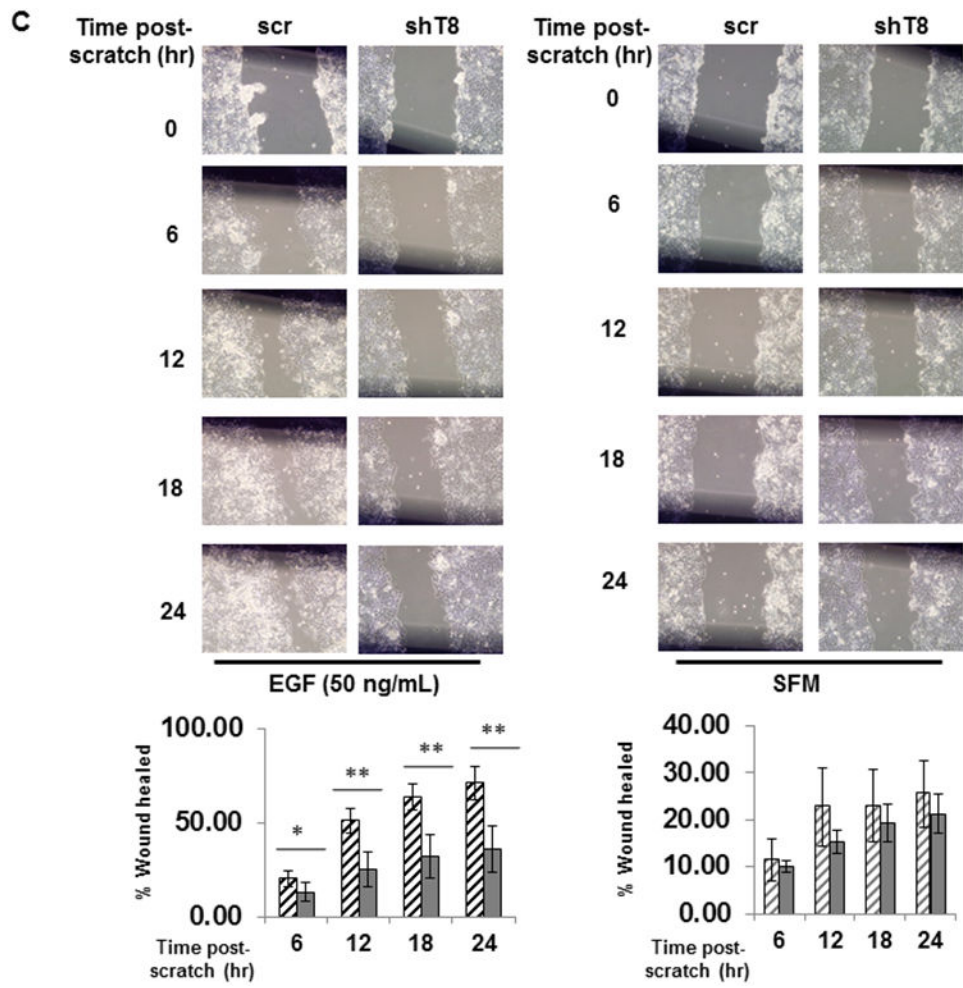 C
Time post-
scratch (hr)
scr
shT8
0
6
12
18
24
EGF (50 ng/mL)
Time post-
scratch (hr)
scr
shT8
0
6
12
18
24
SFM
% Wound healed
100.00
50.00
0.00
*
**
**
**
6 12 18 24
Time post-
scratch (hr)
% Wound healed
40.00
30.00
20.00
10.00
0.00
6 12 18 24
Time post-
scratch (hr)